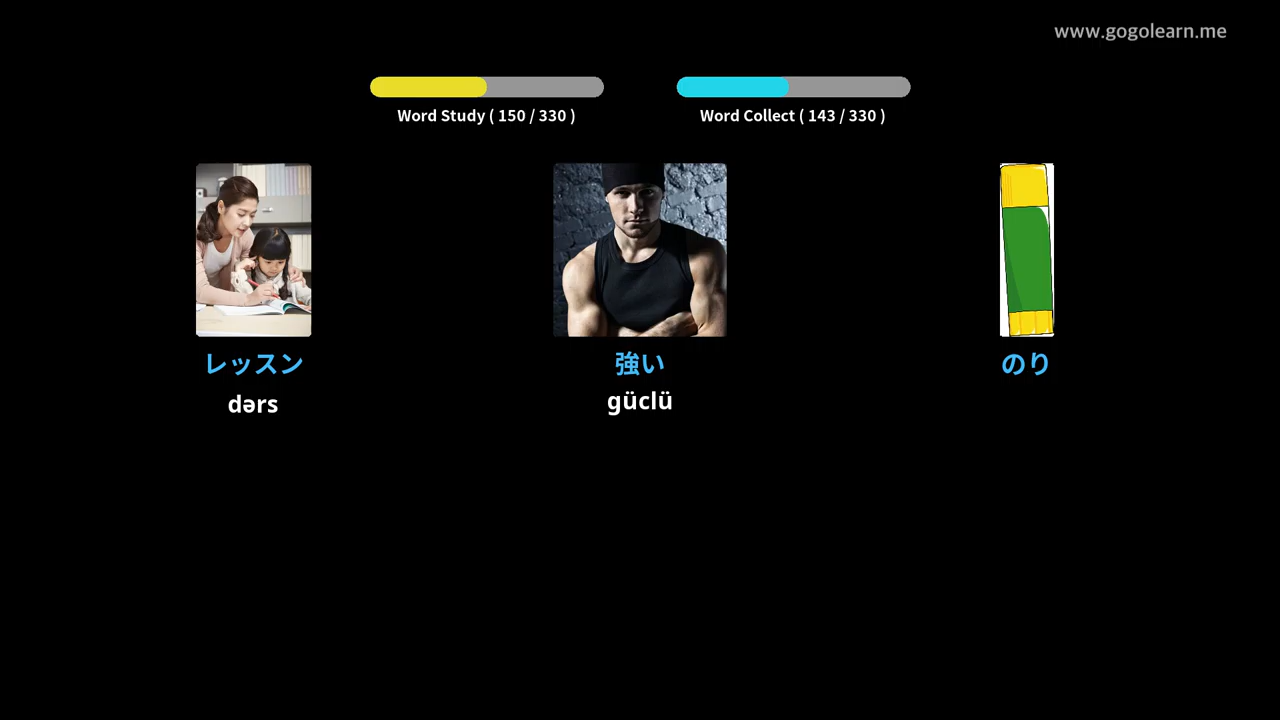 www.gogolearn.me
Word Study ( 150 / 330 )
Word Collect ( 143 / 330 )
レッスン
dərs
強い
güclü
のり